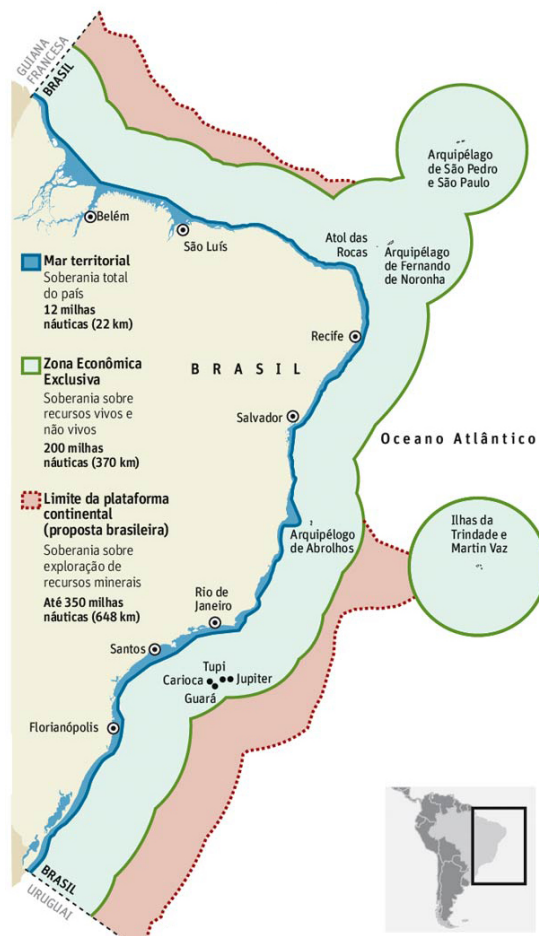 GUIANA
FRANCESA
BRASIL
Arquipélago
de São Pedro
e São Paulo
Belém
São Luís
Atol das
Rocas
Arquipélago
de Fernando
de Noronha
Mar territorial
Soberania total
do país
12 milhas
náuticas (22 km)
Recife
BRASIL
Zona Econômica
Exclusiva
Soberania sobre
recursos vivos e
não vivos
200 milhas
náuticas (370 km)
Salvador
Oceano Atlântico
Limite da plataforma
continental
(proposta brasileira)
Soberania sobre
exploração de
recursos minerais
Até 350 milhas
náuticas (648 km)
Arquipélogo
de Abrolhos
Ilhas da
Trindade e
Martin Vaz
Rio de
Janeiro
Santos
Tupi
Carioca
Jupiter
Guará
Florianópolis
BRASIL
URUGUAI